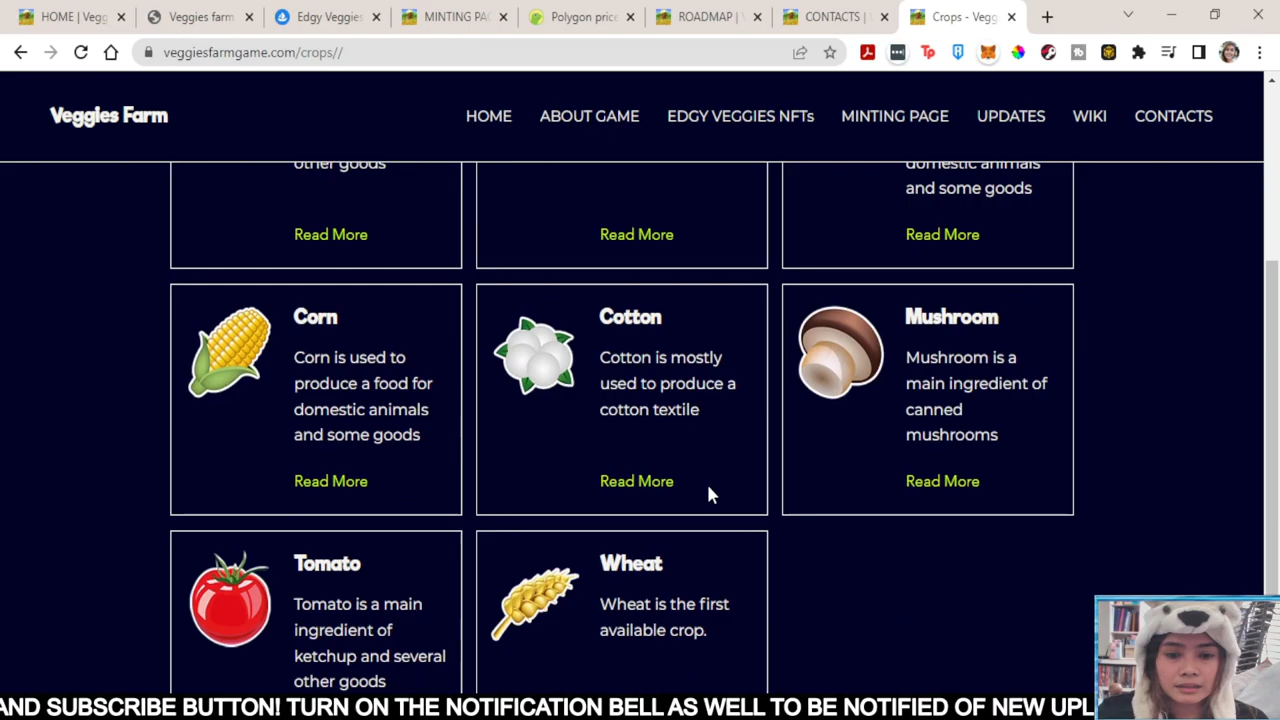 HOME | Vegg
Veggies farm
Edgy Veggies
MINTING PA
Polygon price
ROADMAP | V
CONTACTS | V
Crops - Vegg
veggiesfarmgame.com/crops//
Veggies Farm
HOME
ABOUT GAME
EDGY VEGGIES NFTs
MINTING PAGE
UPDATES
WIKI
CONTACTS
other goods
domestic animals
and some goods
Read More
Read More
Read More
Corn
Corn is used to
produce a food for
domestic animals
and some goods
Read More
Cotton
Cotton is mostly
used to produce a
cotton textile
Read More
Mushroom
Mushroom is a
main ingredient of
canned
mushrooms
Read More
Tomato
Tomato is a main
ingredient of
ketchup and several
other goods
Wheat
Wheat is the first
available crop.
AND SUBSCRIBE BUTTON! TURN ON THE NOTIFICATION BELL AS WELL TO BE NOTIFIED OF NEW UPL